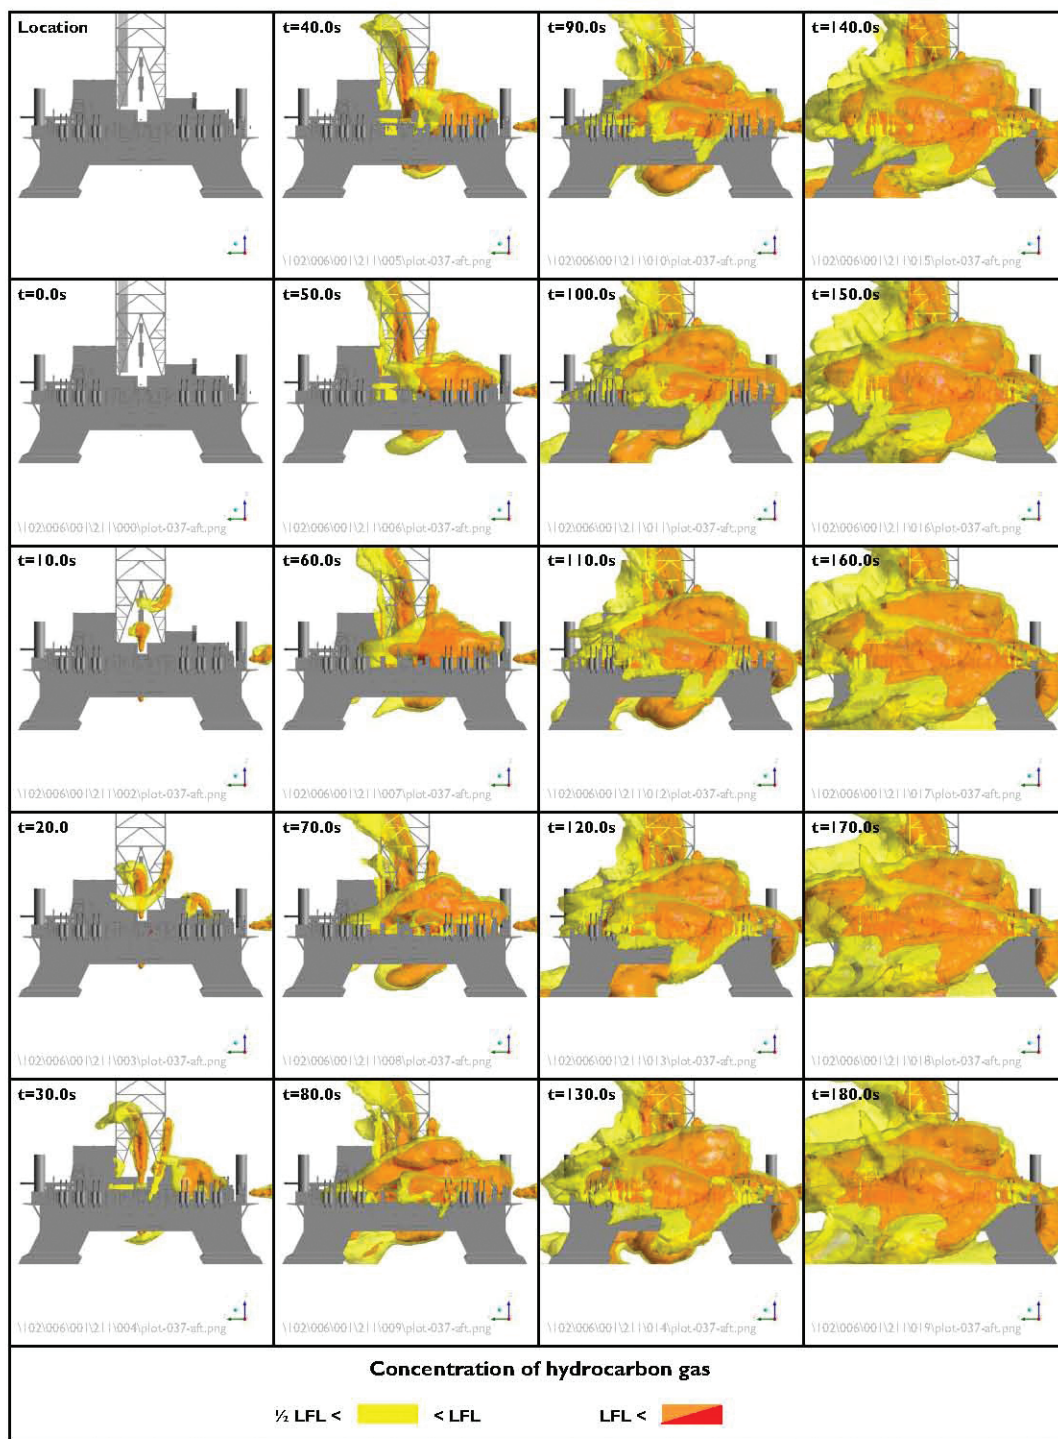 Location
t=40.0s
t=90.0s
t=140.0s
\102\006\001\211\005\plot-037-aft.png
\102\006\001\211\010\plot-037-aft.png
\102\006\001\211\015\plot-037-aft.png
t=0.0s
t=50.0s
t=100.0s
t=150.0s
\102\006\001\211\000\plot-037-aft.png
\102\006\001\211\006\plot-037-aft.png
\102\006\001\211\011\plot-037-aft.png
\102\006\001\211\016\plot-037-aft.png
t=10.0s
t=60.0s
t=110.0s
t=160.0s
\102\006\001\211\002\plot-037-aft.png
\102\006\001\211\007\plot-037-aft.png
\102\006\001\211\012\plot-037-aft.png
\102\006\001\211\017\plot-037-aft.png
t=20.0
t=70.0s
t=120.0s
t=170.0s
\102\006\001\211\003\plot-037-aft.png
\102\006\001\211\008\plot-037-aft.png
\102\006\001\211\013\plot-037-aft.png
\102\006\001\211\018\plot-037-aft.png
t=30.0s
t=80.0s
t=130.0s
t=180.0s
\102\006\001\211\004\plot-037-aft.png
\102\006\001\211\009\plot-037-aft.png
\102\006\001\211\014\plot-037-aft.png
\102\006\001\211\019\plot-037-aft.png
Concentration of hydrocarbon gas
½ LFL < < LFL LFL <